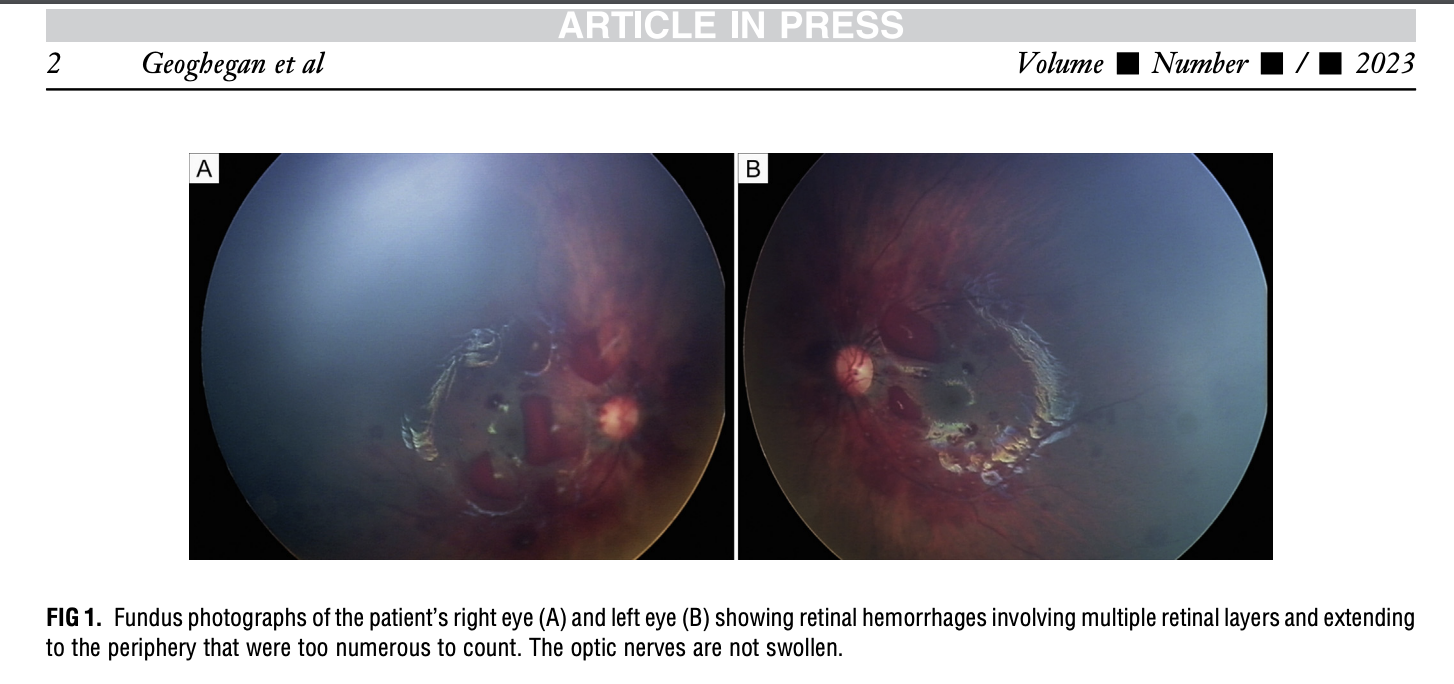 ARTICLE IN PRESS
2 Geoghegan et al Volume ■ Number ■ / ■ 2023
A B
FIG 1. Fundus photographs of the patient's right eye (A) and left eye (B) showing retinal hemorrhages involving multiple retinal layers and extending
to the periphery that were too numerous to count. The optic nerves are not swollen.